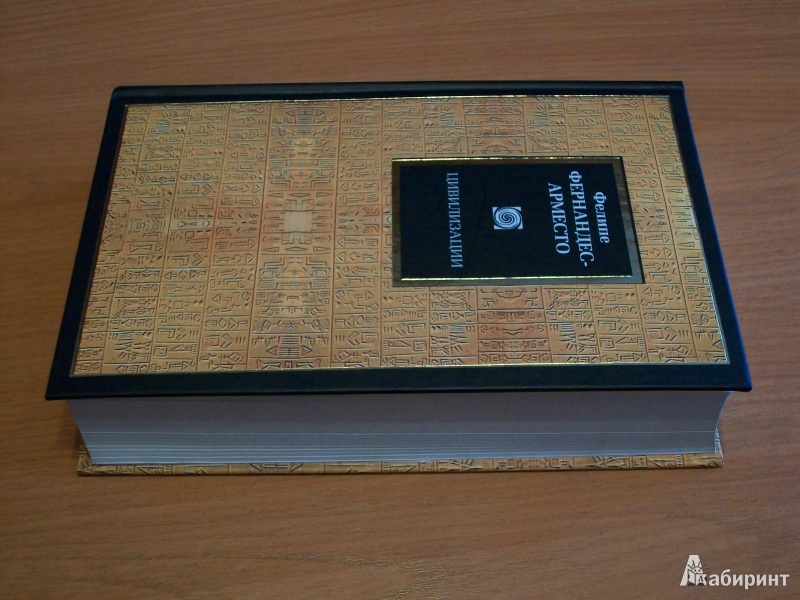 Фелипе
ФЕРНАНДЕС-
АРМЕСТО
ЦИВИЛИЗАЦИИ
Лабиринт